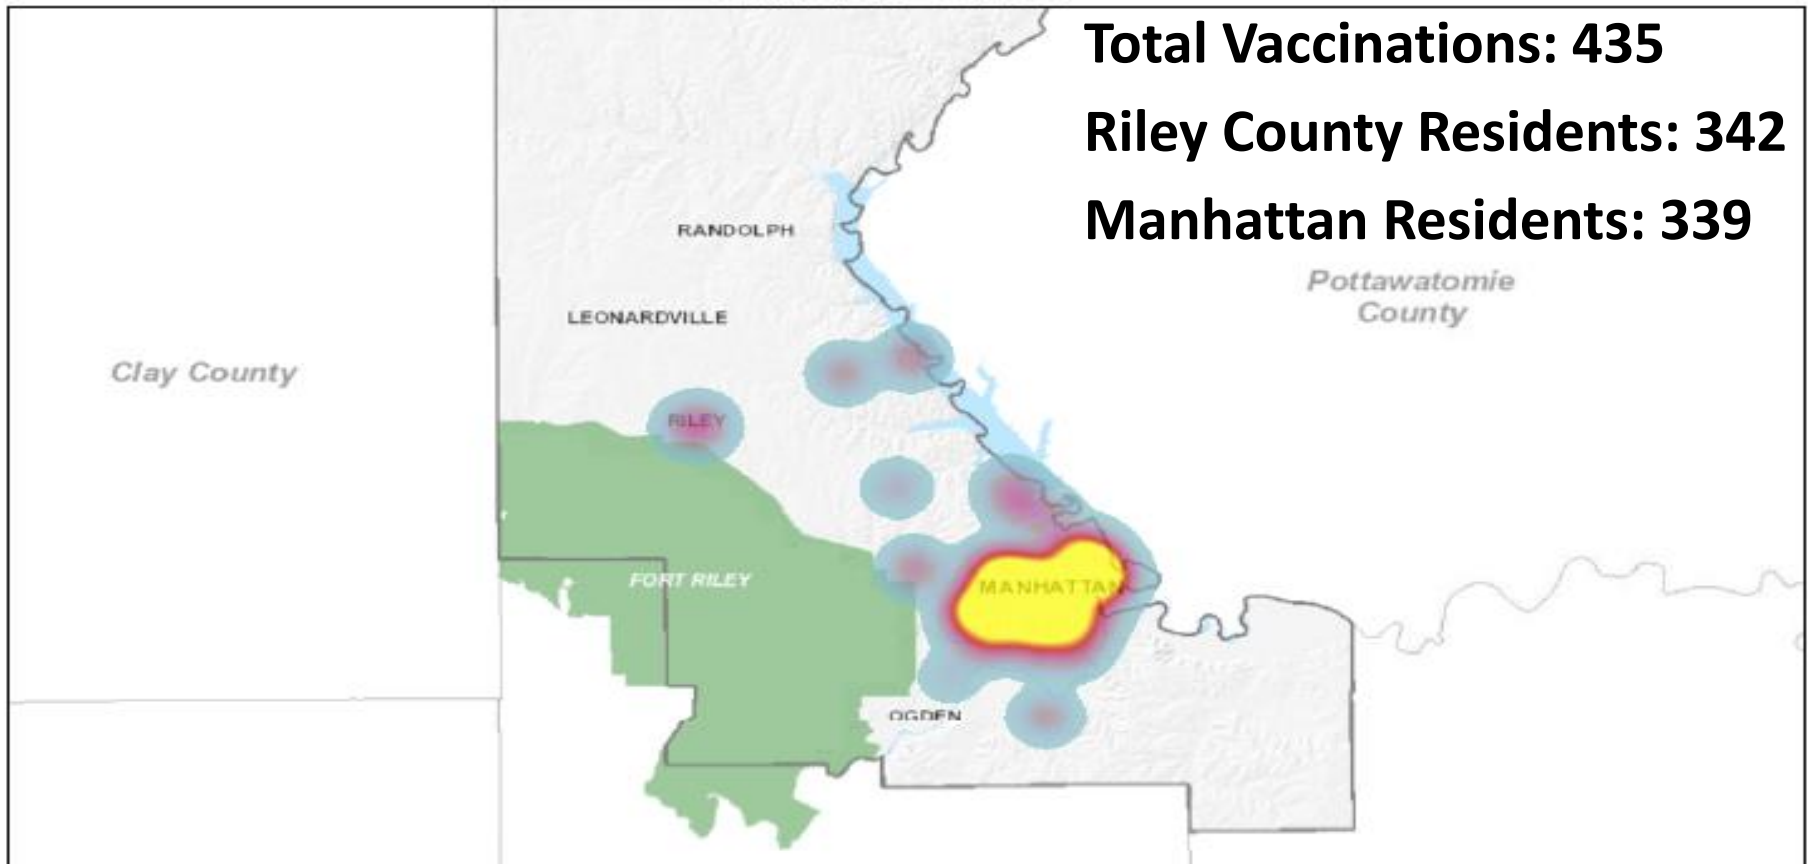 Total Vaccinations: 435
Riley County Residents: 342
Manhattan Residents: 339
RANDOLPH
Pottawatomie
County
LEONARDVILLE
Clay County
RILEY
FORT RILEY
MANHATTAN
OGDEN